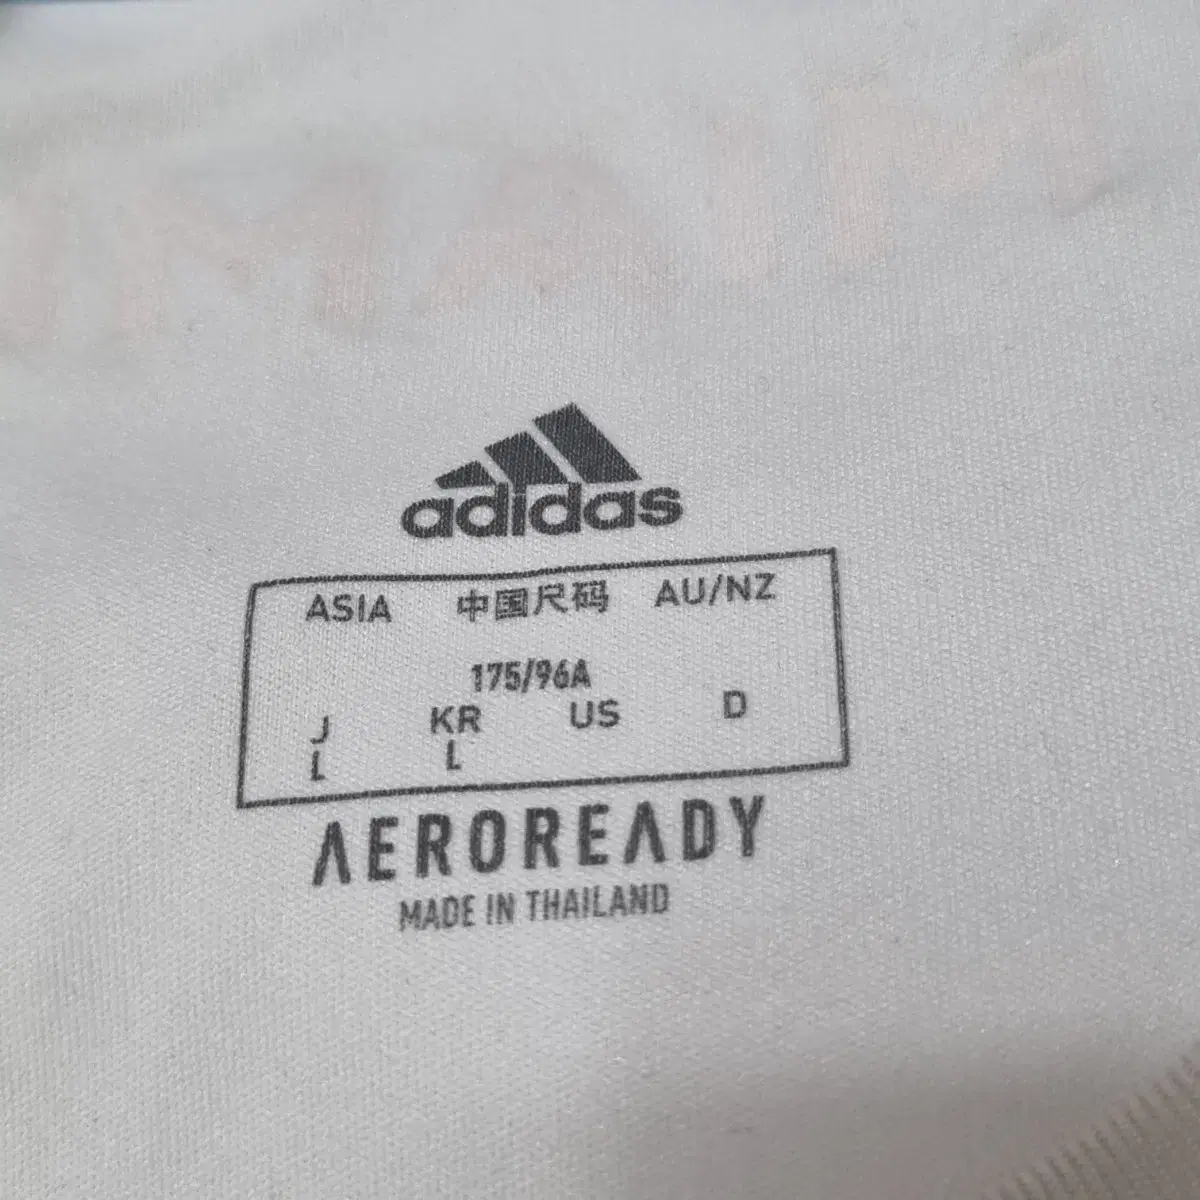 adidas
ASIA 中国尺码 AU/NZ
175/96A
J KR US D
L L
AEROREADY
MADE IN THAILAND